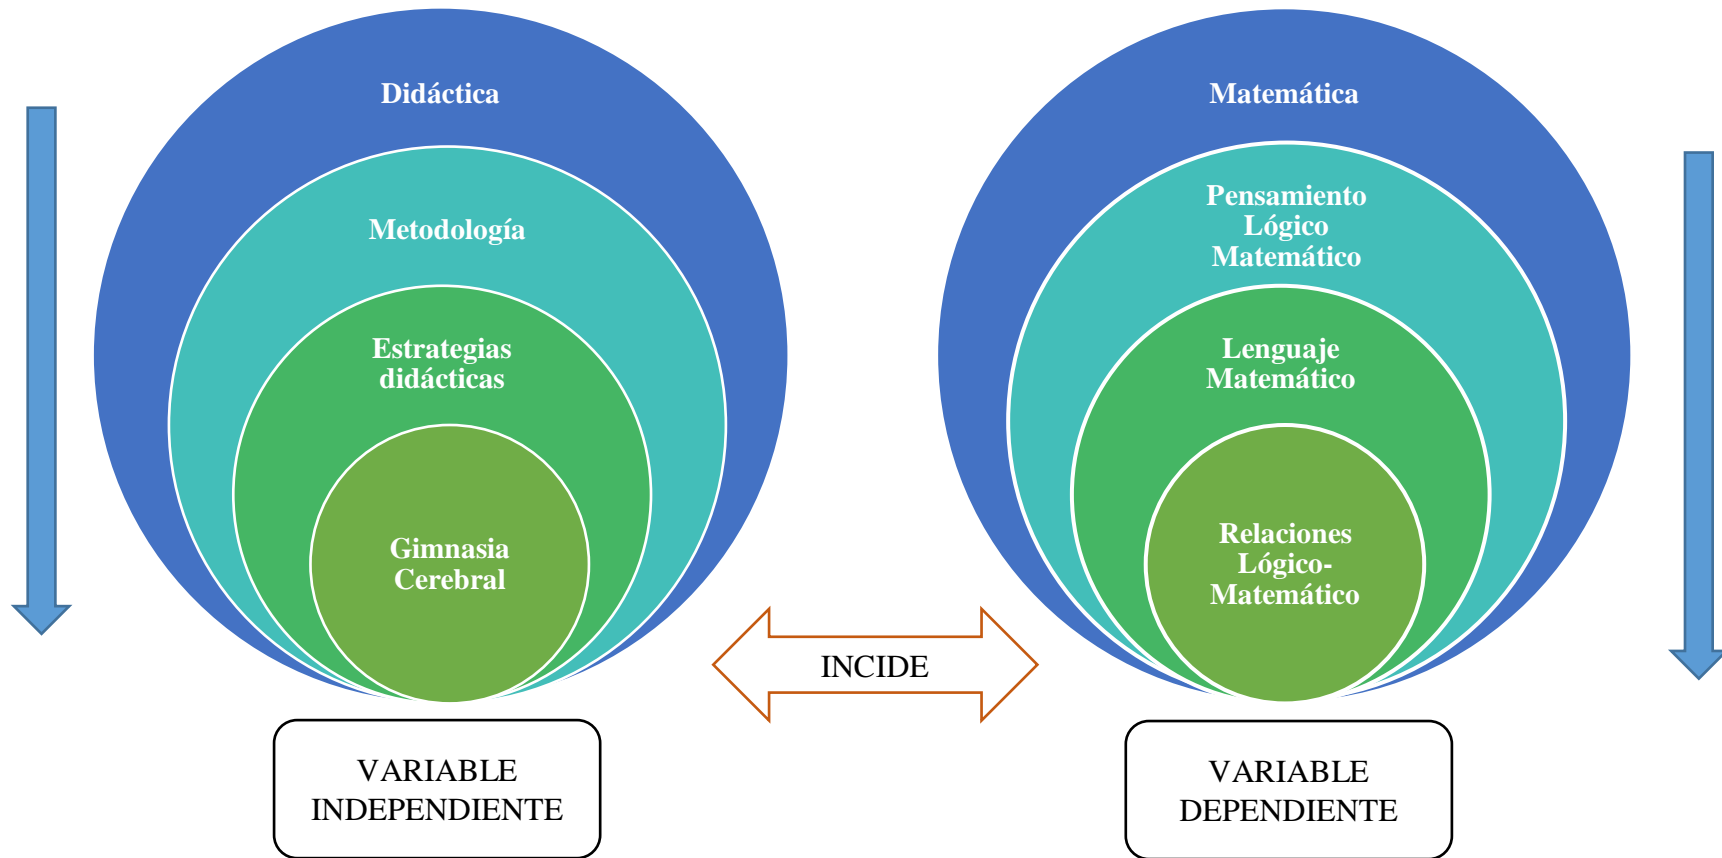 Didáctica
Metodología
Estrategias
didácticas
Gimnasia
Cerebral
VARIABLE
INDEPENDIENTE
INCIDE
Matemática
Pensamiento
Lógico
Matemático
Lenguaje
Matemático
Relaciones
Lógico-
Matemático
VARIABLE
DEPENDIENTE